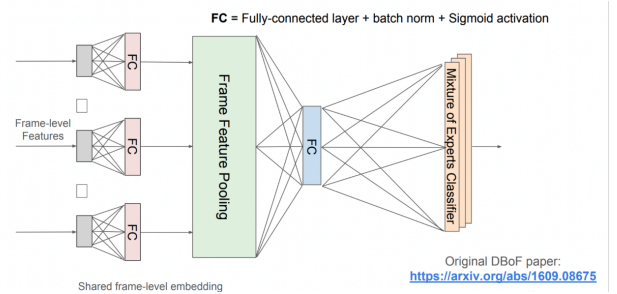 FC = Fully-connected layer + batch norm + Sigmoid activation
FC
Frame-level
Features
FC
FC
Frame Feature Pooling
FC
Mixture of Experts Classifier
Shared frame-level embedding
Original DBoF paper:
https://arxiv.org/abs/1609.08675